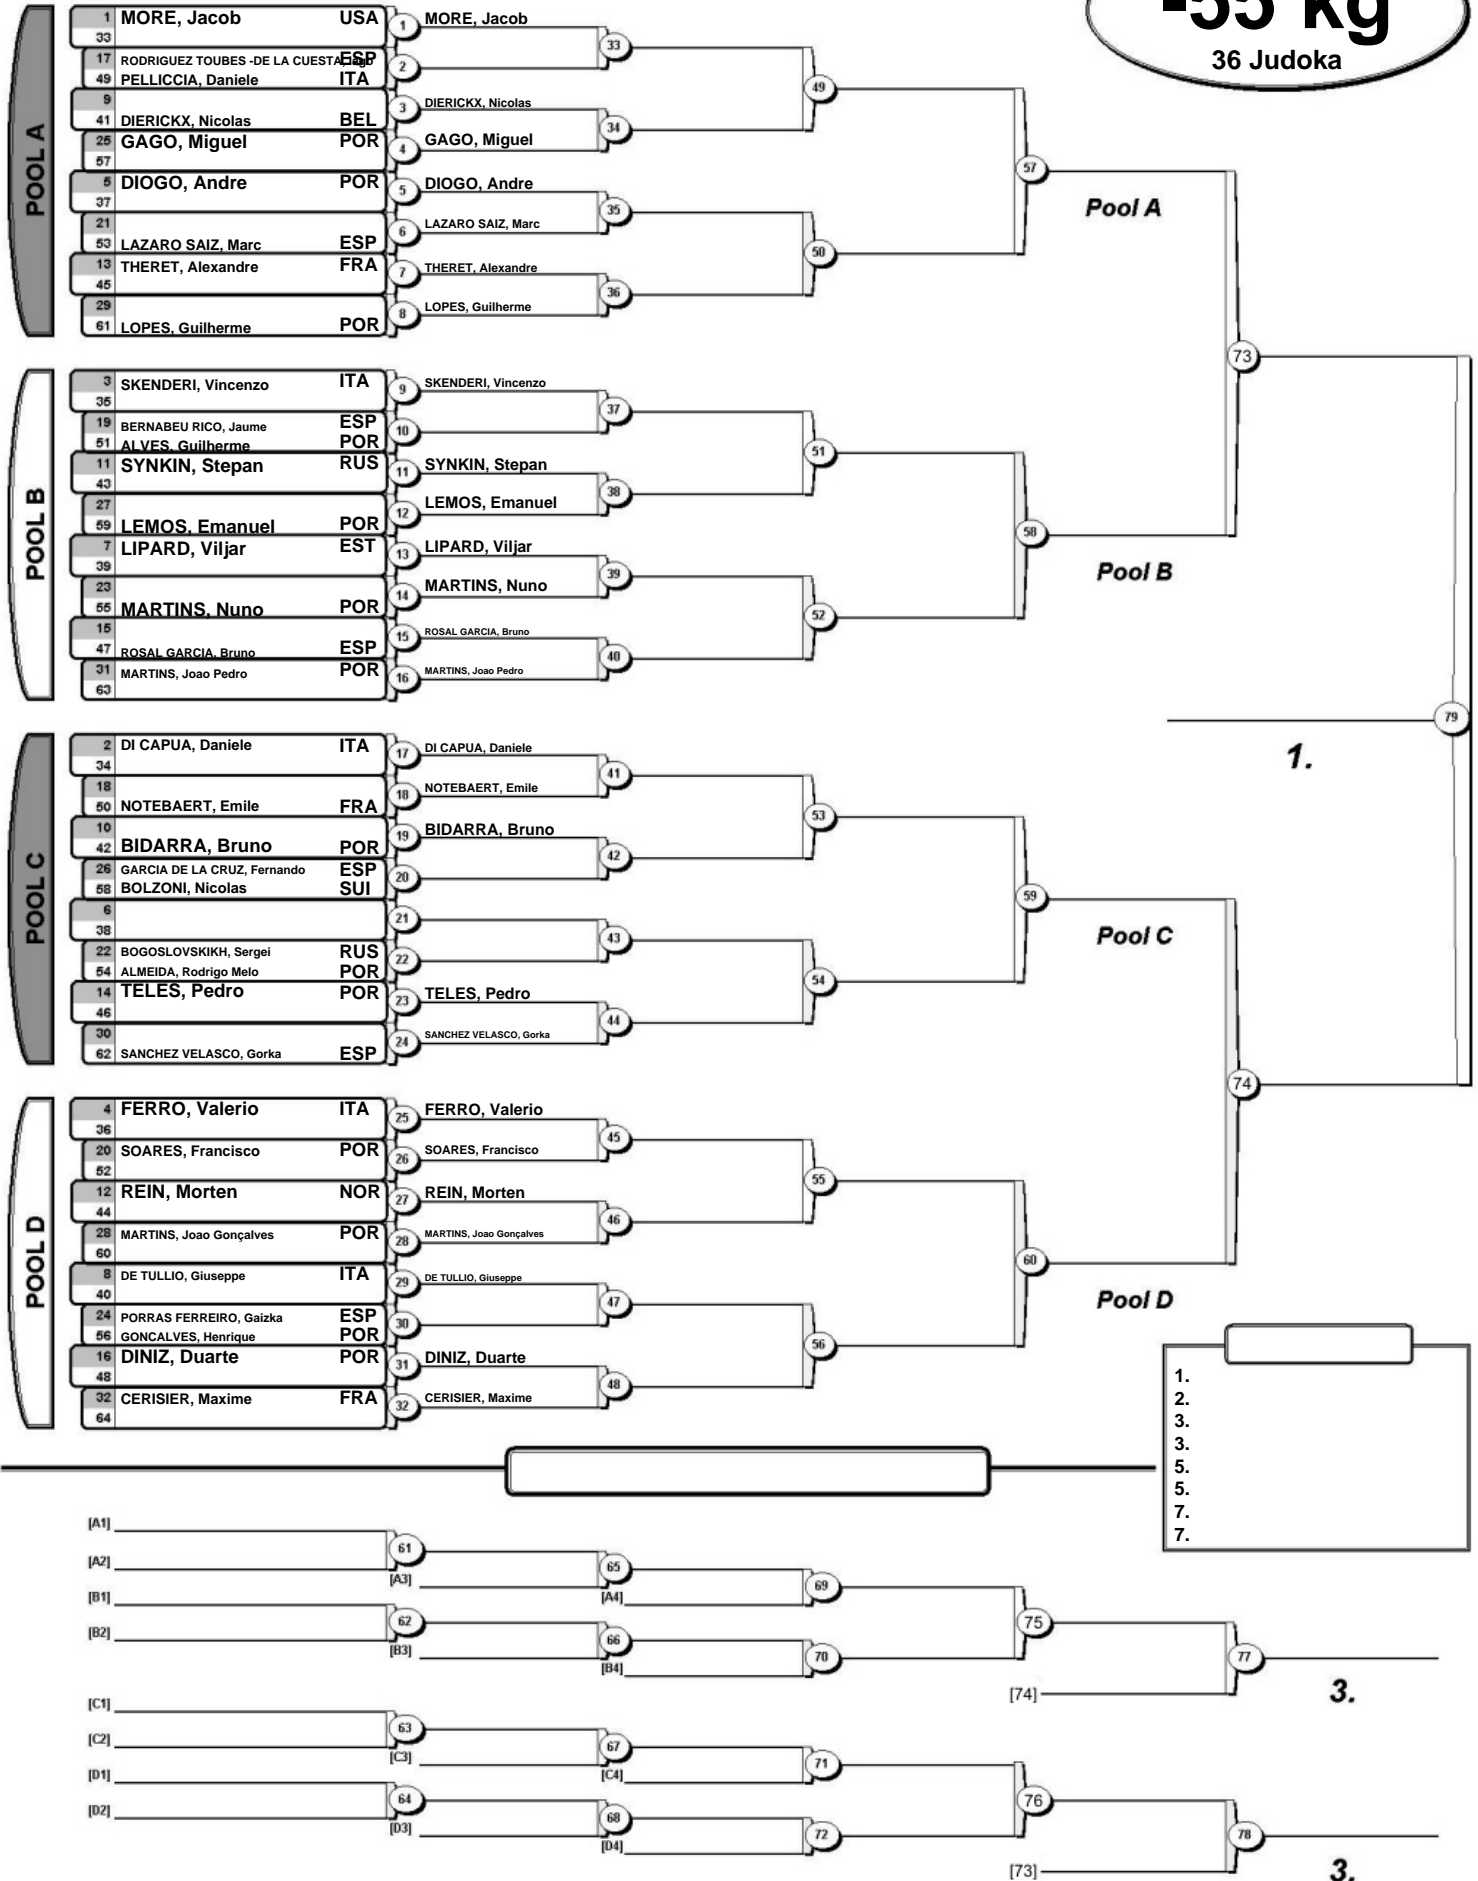 -55 kg
36 Judoka
POOL A
1 MORE, Jacob USA
33
17 RODRIGUEZ TOUBES -DE LA CUESTA, ESP
49 PELLICCIA, Daniele ITA
9
41 DIERICKX, Nicolas BEL
25 GAGO, Miguel POR
57
5 DIOGO, Andre POR
37
21
53 LAZARO SAIZ, Marc ESP
13 THERET, Alexandre FRA
45
29
61 LOPES, Guilherme POR
1 MORE, Jacob
2
3 DIERICKX, Nicolas
4 GAGO, Miguel
5 DIOGO, Andre
6 LAZARO SAIZ, Marc
7 THERET, Alexandre
8 LOPES, Guilherme
33
34
35
36
49
50
57
Pool A
POOL B
3 SKENDERI, Vincenzo ITA
35
19 BERNABEU RICO, Jaume ESP
51 ALVES, Guilherme POR
11 SYNKIN, Stepan RUS
43
27
59 LEMOS, Emanuel POR
7 LIPARD, Viljar EST
39
23
55 MARTINS, Nuno POR
15
47 ROSAL GARCIA, Bruno ESP
31 MARTINS, Joao Pedro POR
63
9 SKENDERI, Vincenzo
10
11 SYNKIN, Stepan
12 LEMOS, Emanuel
13 LIPARD, Viljar
14 MARTINS, Nuno
15 ROSAL GARCIA, Bruno
16 MARTINS, Joao Pedro
37
38
39
40
51
52
58
Pool B
73
79
1.
POOL C
2 DI CAPUA, Daniele ITA
34
18
50 NOTEBAERT, Emile FRA
10
42 BIDARRA, Bruno POR
26 GARCIA DE LA CRUZ, Fernando ESP
58 BOLZONI, Nicolas SUI
6
38
22 BOGOSLOVSKIKH, Sergei RUS
54 ALMEIDA, Rodrigo Melo POR
14 TELES, Pedro POR
46
30
62 SANCHEZ VELASCO, Gorka ESP
17 DI CAPUA, Daniele
18 NOTEBAERT, Emile
19 BIDARRA, Bruno
20
21
22
23 TELES, Pedro
24 SANCHEZ VELASCO, Gorka
41
42
43
44
53
54
59
Pool C
POOL D
4 FERRO, Valerio ITA
36
20 SOARES, Francisco POR
52
12 REIN, Morten NOR
44
28 MARTINS, Joao Gonçalves POR
60
8 DE TULLIO, Giuseppe ITA
40
24 PORRAS FERREIRO, Gaizka ESP
56 GONCALVES, Henrique POR
16 DINIZ, Duarte POR
48
32 CERISIER, Maxime FRA
64
25 FERRO, Valerio
26 SOARES, Francisco
27 REIN, Morten
28 MARTINS, Joao Gonçalves
29 DE TULLIO, Giuseppe
30
31 DINIZ, Duarte
32 CERISIER, Maxime
45
46
47
48
55
56
60
Pool D
74
1.
2.
3.
3.
5.
5.
7.
7.
[A1]
[A2]
61
[A3]
65
[A4]
69
[B1]
[B2]
62
[B3]
66
[B4]
70
75
[74]
77
3.
[C1]
[C2]
63
[C3]
67
[C4]
71
[D1]
[D2]
64
[D3]
68
[D4]
72
76
[73]
78
3.